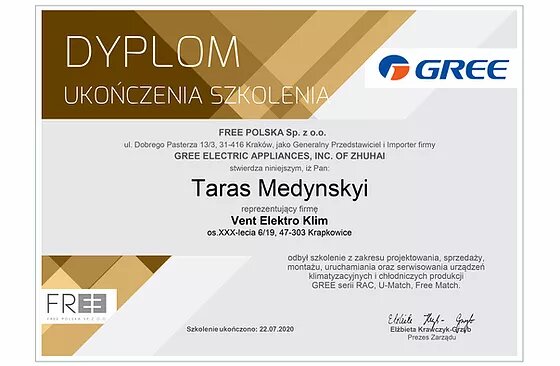 DYPLOM
UKOŃCZENIA SZKOLENIA
GREE
FREE POLSKA Sp. z o.o.
ul. Dobrego Pasterza 13/3, 31-416 Kraków, jako Generalny Przedstawiciel i Importer firmy
GREE ELECTRIC APPLIANCES, INC. OF ZHUHAI
stwierdza niniejszym, iż Pan:
Taras Medynskyi
reprezentujący firmę
Vent Elektro Klim
os.XXX-lecia 6/19, 47-303 Krapkowice
odbył szkolenie z zakresu projektowania, sprzedaży,
montażu, uruchamiania oraz serwisowania urządzeń
klimatyzacyjnych i chłodniczych produkcji
GREE serii RAC, U-Match, Free Match.
FREE
FREE POLSKA SP. Z O.O.
Szkolenie ukończono: 22.07.2020
Elżbieta Krawczyk-Grzyb
Prezes Zarządu